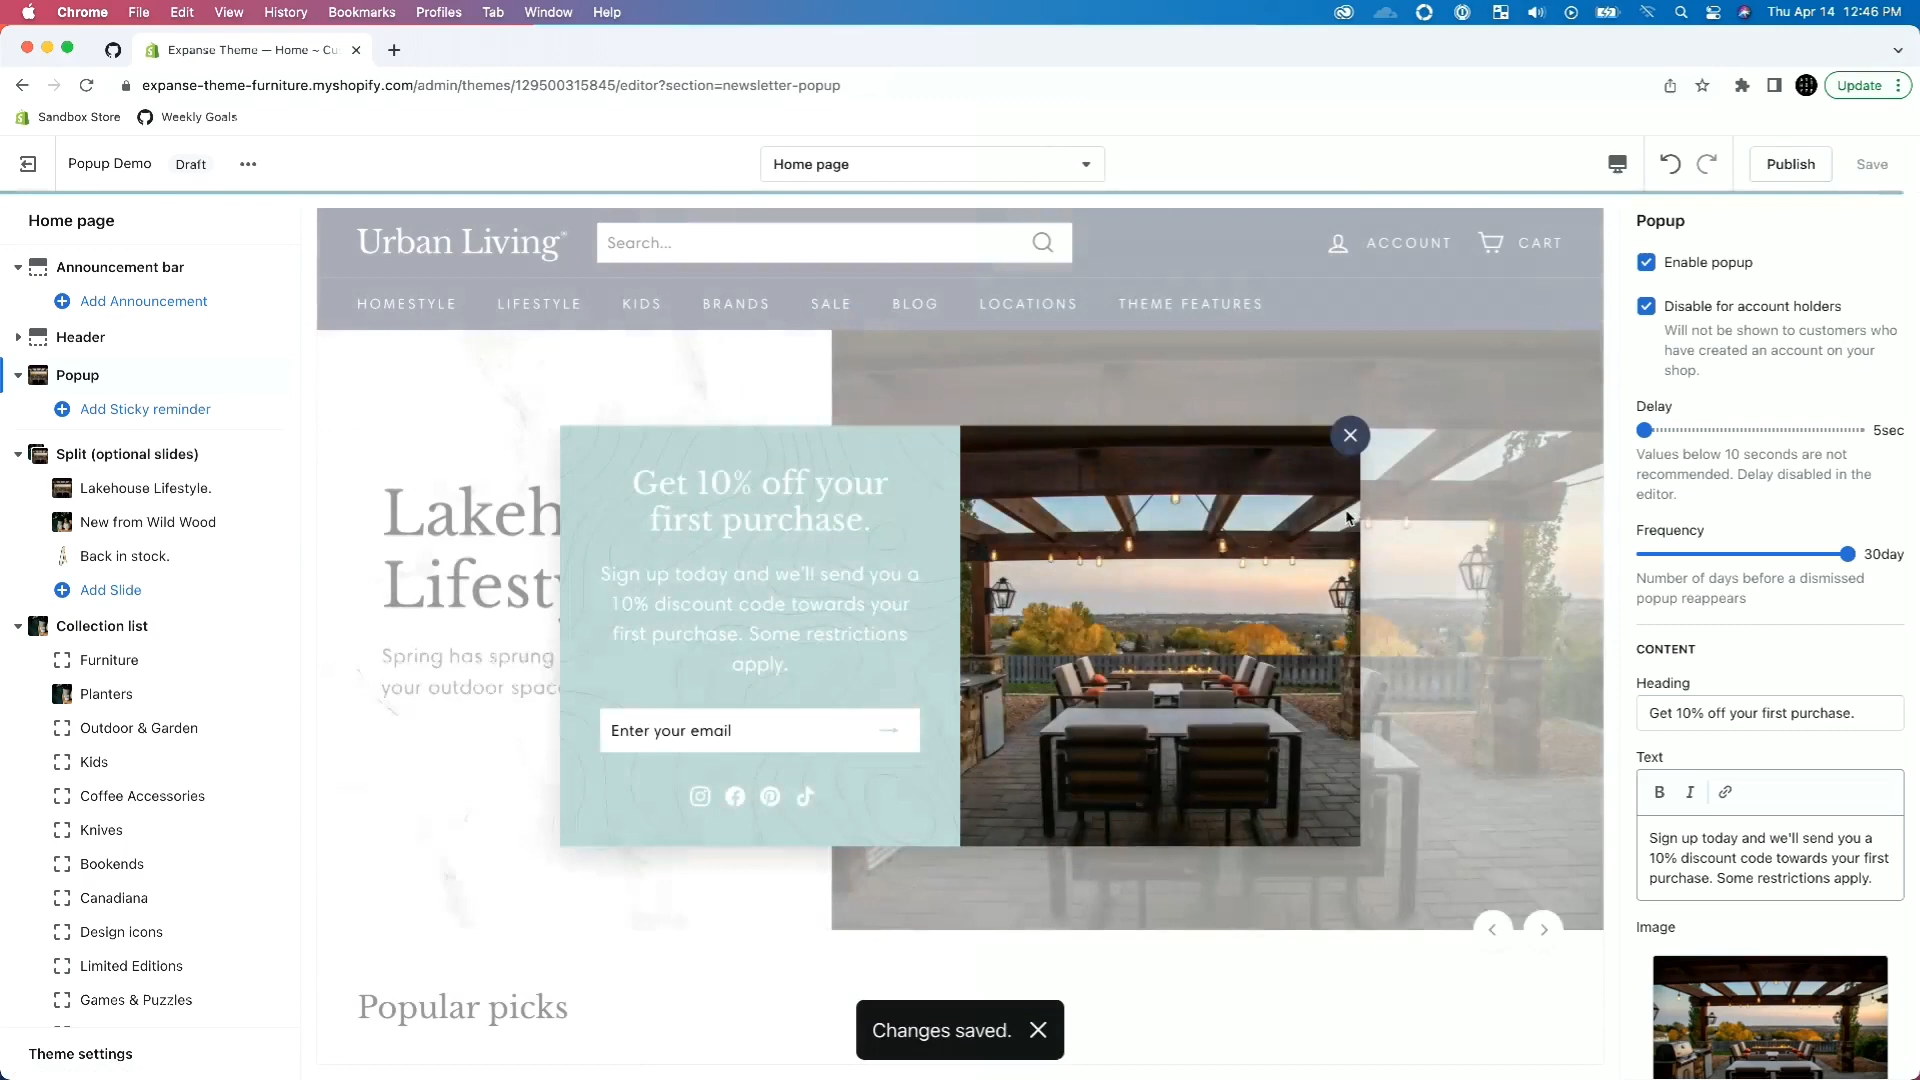 Chrome File Edit View History Bookmarks Profiles Tab Window Help
Thu Apr 14 12:46 PM
Expanse Theme — Home ~ Cu
expanse-theme-furniture.myshopify.com/admin/themes/129500315845/editor?section=newsletter-popup
Update
Sandbox Store
Weekly Goals
Popup Demo
Draft
Home page
Publish
Save
Home page
Announcement bar
Add Announcement
Header
Popup
Add Sticky reminder
Split (optional slides)
Lakehouse Lifestyle.
New from Wild Wood
Back in stock.
Add Slide
Collection list
Furniture
Planters
Outdoor & Garden
Kids
Coffee Accessories
Knives
Bookends
Canadiana
Design icons
Limited Editions
Games & Puzzles
Theme settings
Urban Living
Search...
ACCOUNT
CART
HOMESTYLE LIFESTYLE KIDS BRANDS SALE BLOG LOCATIONS THEME FEATURES
Lakeh
Lifest
Spring has sprung
your outdoor space
Get 10% off your
first purchase.
Sign up today and we'll send you a
10% discount code towards your
first purchase. Some restrictions
apply.
Enter your email
Popular picks
Changes saved.
Popup
Enable popup
Disable for account holders
Will not be shown to customers who
have created an account on your
shop.
Delay
5sec
Values below 10 seconds are not
recommended. Delay disabled in the
editor.
Frequency
30day
Number of days before a dismissed
popup reappears
CONTENT
Heading
Get 10% off your first purchase.
Text
B I
Sign up today and we'll send you a
10% discount code towards your first
purchase. Some restrictions apply.
Image